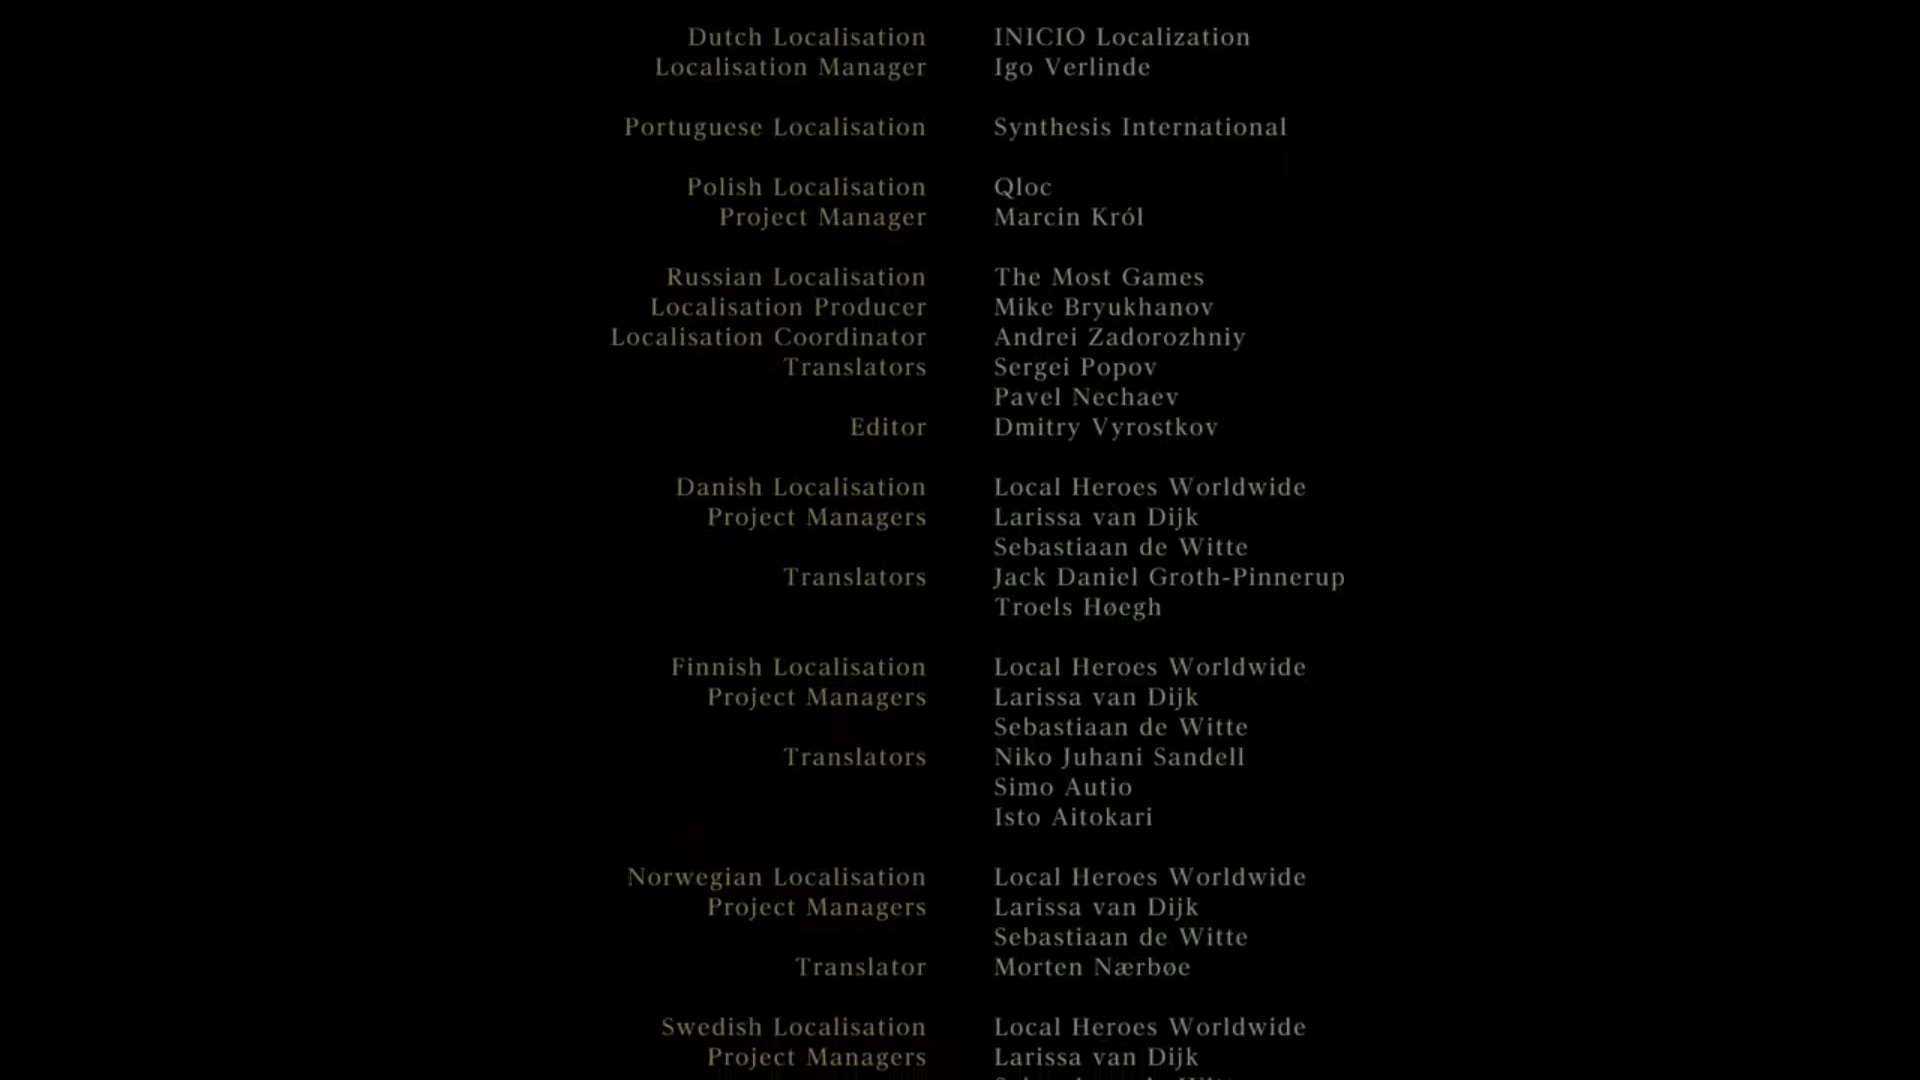 Dutch Localisation INICIO Localization
Localisation Manager Igo Verlinde
Portuguese Localisation Synthesis International
Polish Localisation Qloc
Project Manager Marcin Król
Russian Localisation The Most Games
Localisation Producer Mike Bryukhanov
Localisation Coordinator Andrei Zadorozhniy
Translators Sergei Popov
Pavel Nechaev
Editor Dmitry Vyrostkov
Danish Localisation Local Heroes Worldwide
Project Managers Larissa van Dijk
Sebastiaan de Witte
Translators Jack Daniel Groth-Pinnerup
Troels Høegh
Finnish Localisation Local Heroes Worldwide
Project Managers Larissa van Dijk
Sebastiaan de Witte
Translators Niko Juhani Sandell
Simo Autio
Isto Aitokari
Norwegian Localisation Local Heroes Worldwide
Project Managers Larissa van Dijk
Sebastiaan de Witte
Translator Morten Nærbøe
Swedish Localisation Local Heroes Worldwide
Project Managers Larissa van Dijk